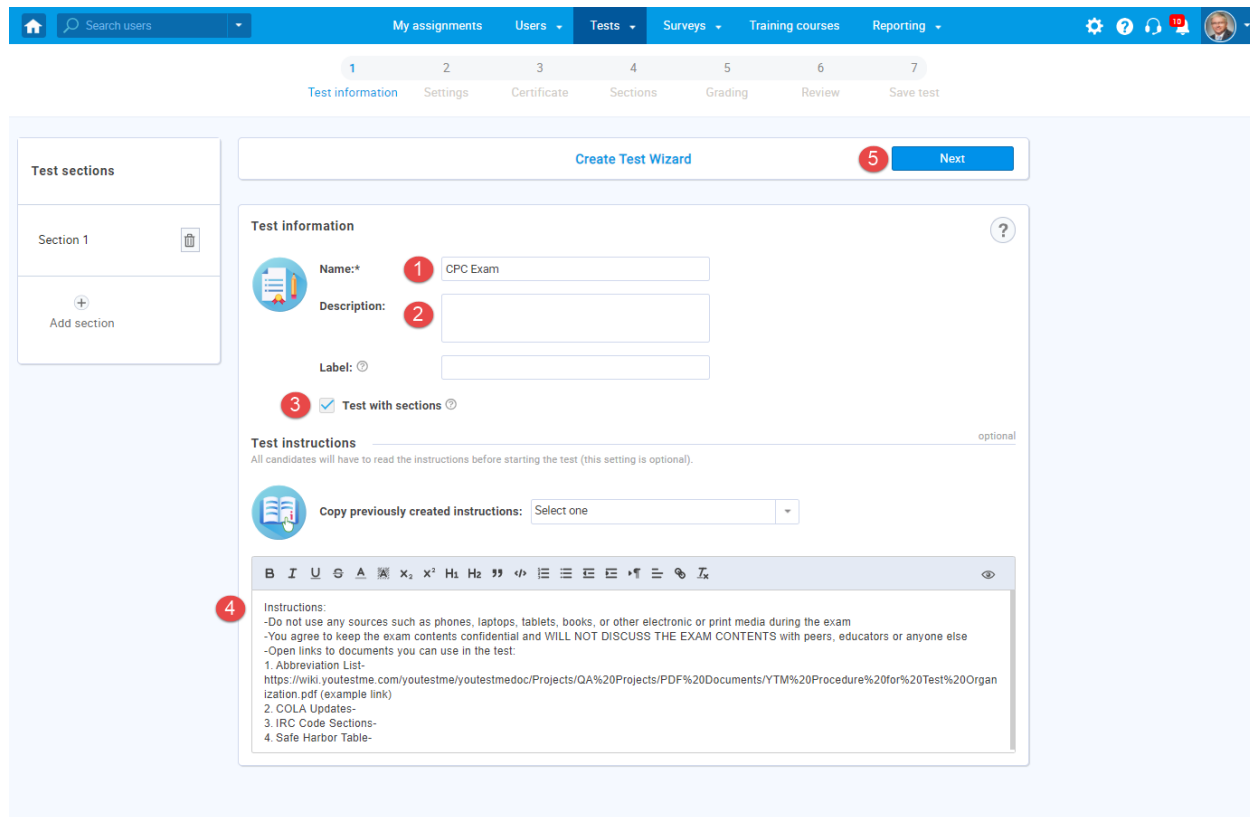 Search users
My assignments
Users
Tests
Surveys
Training courses
Reporting
1 2 3 4 5 6 7
Test information Settings Certificate Sections Grading Review Save test
Test sections
Section 1
Add section
Create Test Wizard
5
Next
Test information
?
Name:*
1
CPC Exam
Description:
2
Label: ?
3
Test with sections ?
Test instructions
optional
All candidates will have to read the instructions before starting the test (this setting is optional).
Copy previously created instructions:
Select one
B I U S A A X₂ X² H1 H2
4
Instructions:
-Do not use any sources such as phones, laptops, tablets, books, or other electronic or print media during the exam
-You agree to keep the exam contents confidential and WILL NOT DISCUSS THE EXAM CONTENTS with peers, educators or anyone else
-Open links to documents you can use in the test:
1. Abbreviation List-
https://wiki.youtestme.com/youtestme/youtestmedoc/Projects/QA%20Projects/PDF%20Documents/YTM%20Procedure%20for%20Test%20Organ
ization.pdf (example link)
2. COLA Updates-
3. IRC Code Sections-
4. Safe Harbor Table-